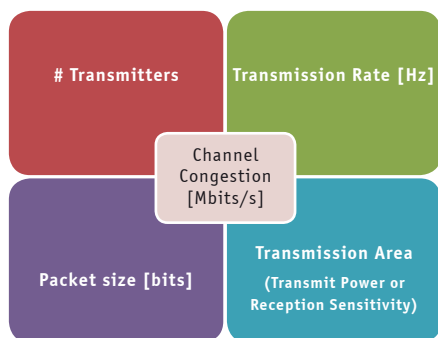 # Transmitters
Transmission Rate [Hz]
Channel
Congestion
[Mbits/s]
Packet size [bits]
Transmission Area
(Transmit Power or
Reception Sensitivity)